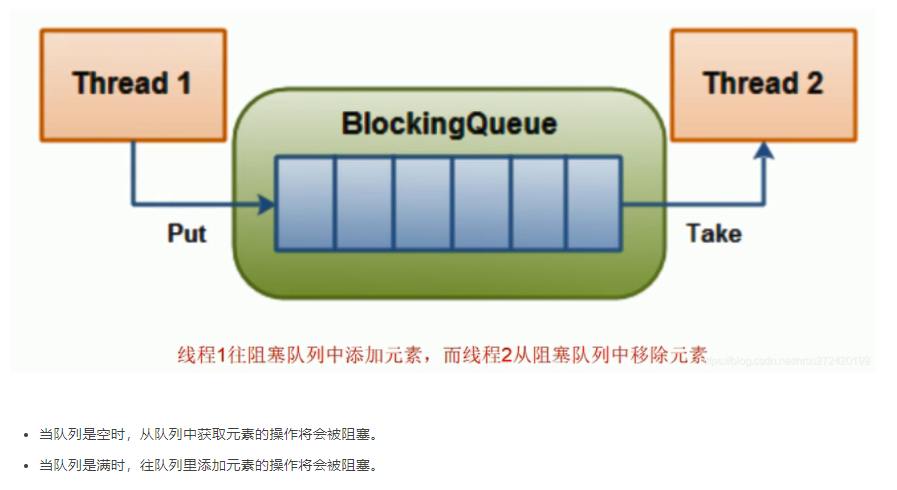 Thread 1
Thread 2
BlockingQueue
Put
Take
线程1往阻塞队列中添加元素，而线程2从阻塞队列中移除元素
当队列是空时，从队列中获取元素的操作将会被阻塞。
当队列是满时，往队列里添加元素的操作将会被阻塞。